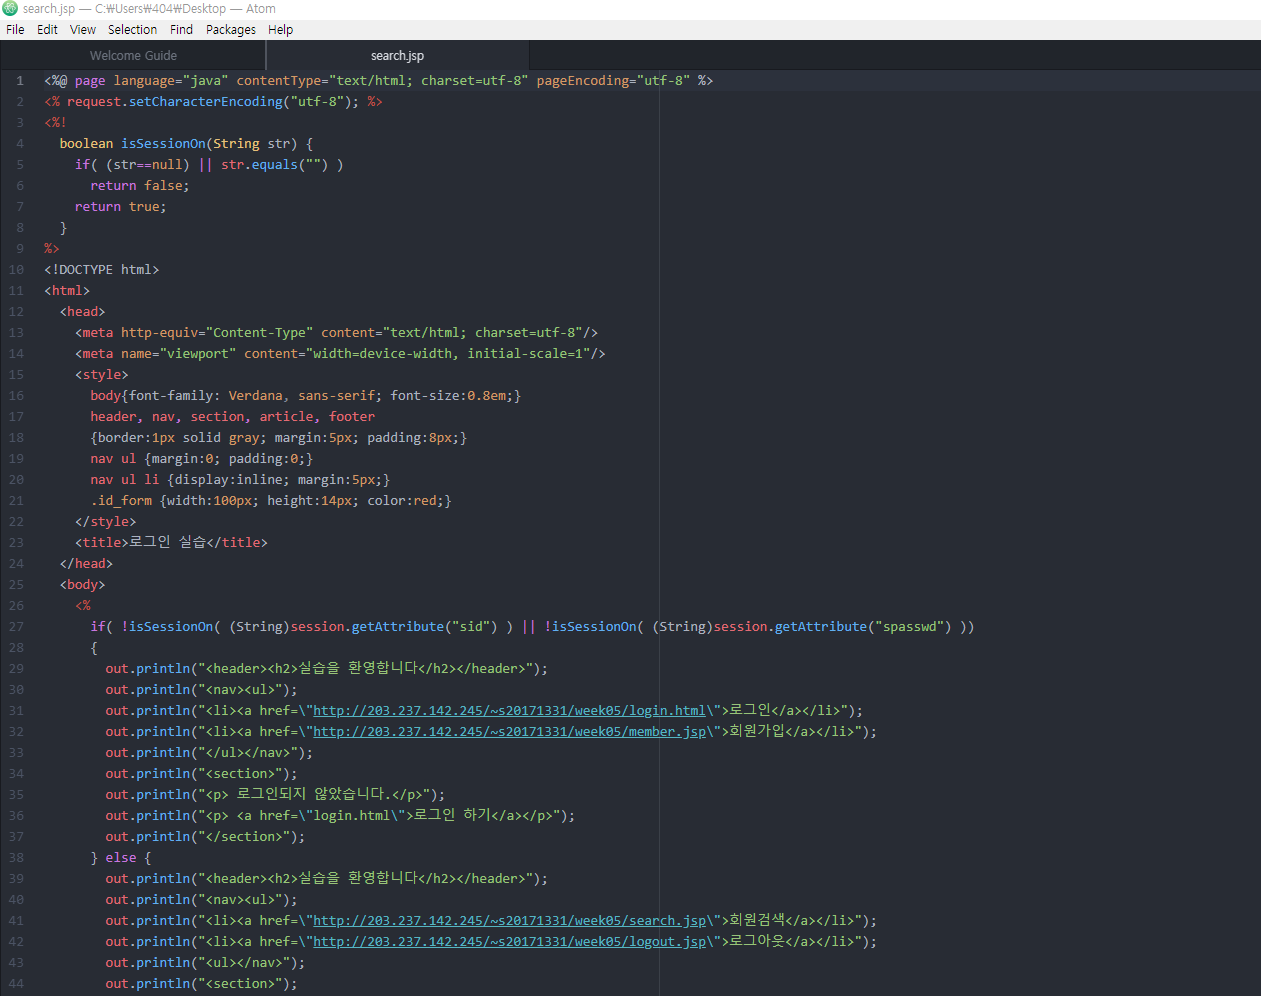 search.jsp — C:₩Users₩404₩Desktop — Atom
File Edit View Selection Find Packages Help
Welcome Guide search.jsp
1 <%@ page language="java" contentType="text/html; charset=utf-8" pageEncoding="utf-8" %>
2 <% request.setCharacterEncoding("utf-8"); %>
3 <%!
4   boolean isSessionOn(String str) {
5     if( (str==null) || str.equals("") )
6       return false;
7     return true;
8   }
9 %>
10 <!DOCTYPE html>
11 <html>
12   <head>
13     <meta http-equiv="Content-Type" content="text/html; charset=utf-8"/>
14     <meta name="viewport" content="width=device-width, initial-scale=1"/>
15     <style>
16       body{font-family: Verdana, sans-serif; font-size:0.8em;}
17       header, nav, section, article, footer
18       {border:1px solid gray; margin:5px; padding:8px;}
19       nav ul {margin:0; padding:0;}
20       nav ul li {display:inline; margin:5px;}
21       .id_form {width:100px; height:14px; color:red;}
22     </style>
23     <title>로그인 실습</title>
24   </head>
25   <body>
26     <%
27       if( !isSessionOn( (String)session.getAttribute("sid") ) || !isSessionOn( (String)session.getAttribute("spasswd") ))
28       {
29         out.println("<header><h2>실습을 환영합니다</h2></header>");
30         out.println("<nav><ul>");
31         out.println("<li><a href=\"http://203.237.142.245/~s20171331/week05/login.html\">로그인</a></li>");
32         out.println("<li><a href=\"http://203.237.142.245/~s20171331/week05/member.jsp\">회원가입</a></li>");
33         out.println("</ul></nav>");
34         out.println("<section>");
35         out.println("<p> 로그인되지 않았습니다.</p>");
36         out.println("<p> <a href=\"login.html\">로그인 하기</a></p>");
37         out.println("</section>");
38       } else {
39         out.println("<header><h2>실습을 환영합니다</h2></header>");
40         out.println("<nav><ul>");
41         out.println("<li><a href=\"http://203.237.142.245/~s20171331/week05/search.jsp\">회원검색</a></li>");
42         out.println("<li><a href=\"http://203.237.142.245/~s20171331/week05/logout.jsp\">로그아웃</a></li>");
43         out.println("<ul></nav>");
44         out.println("<section>");